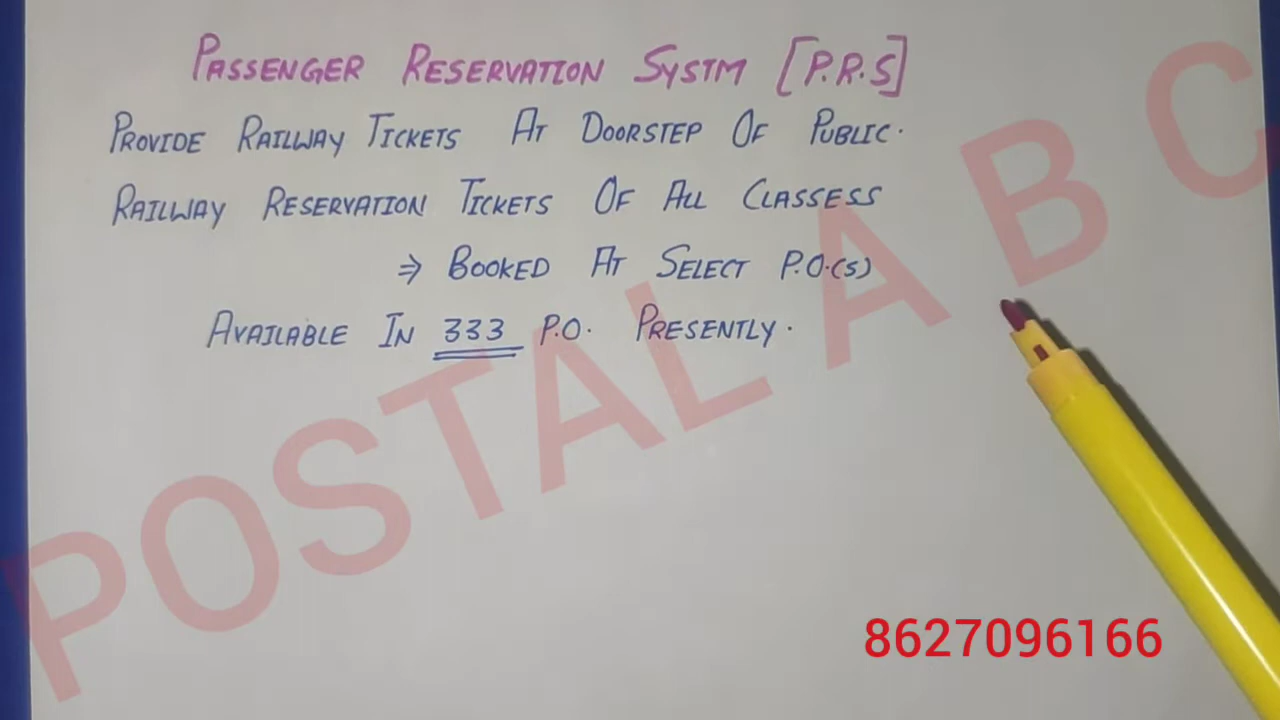 PASSENGER RESERVATION SYSTM [P.R.S]
PROVIDE RAILWAY TICKETS AT DOORSTEP OF PUBLIC.
RAILWAY RESERVATION TICKETS OF ALL CLASSESS
⇒ BOOKED AT SELECT P.O.(S)
AVAILABLE IN 333 P.O. PRESENTLY.
POSTAL A B C
8627096166